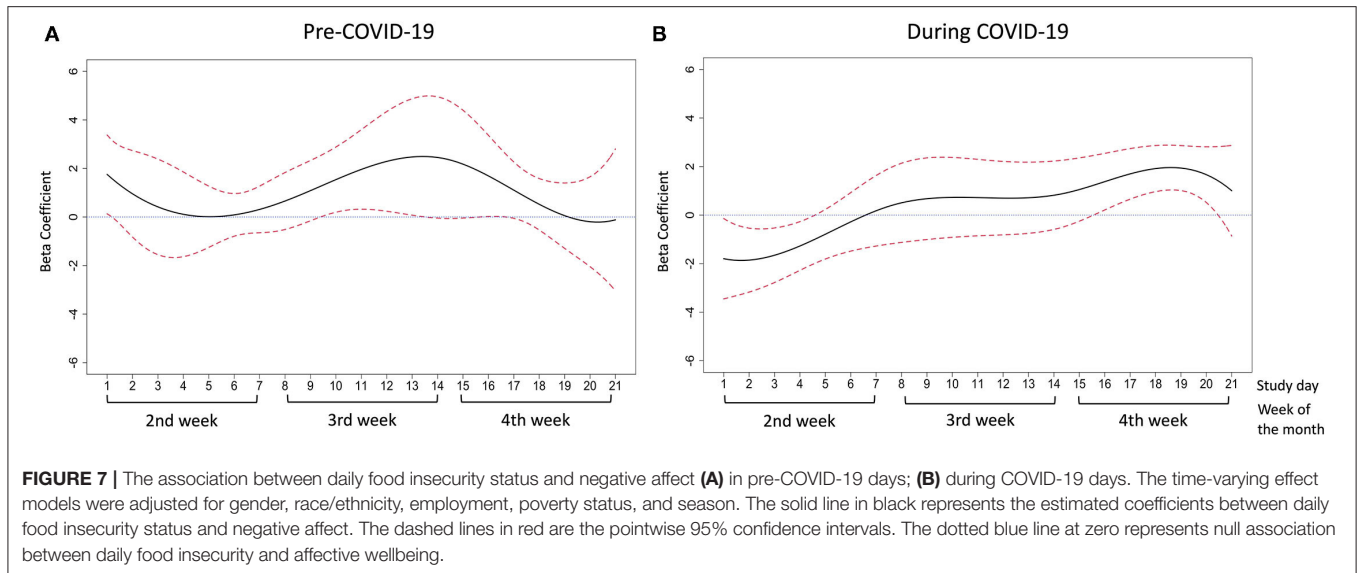 A
Pre-COVID-19
Beta Coefficient
6
4
2
0
-2
-4
-6
1 2 3 4 5 6 7 8 9 10 11 12 13 14 15 16 17 18 19 20 21
2nd week 3rd week 4th week
B
During COVID-19
Beta Coefficient
6
4
2
0
-2
-4
-6
1 2 3 4 5 6 7 8 9 10 11 12 13 14 15 16 17 18 19 20 21
Study day
2nd week 3rd week 4th week
Week of
the month
FIGURE 7 | The association between daily food insecurity status and negative affect (A) in pre-COVID-19 days; (B) during COVID-19 days. The time-varying effect
models were adjusted for gender, race/ethnicity, employment, poverty status, and season. The solid line in black represents the estimated coefficients between daily
food insecurity status and negative affect. The dashed lines in red are the pointwise 95% confidence intervals. The dotted blue line at zero represents null association
between daily food insecurity and affective wellbeing.